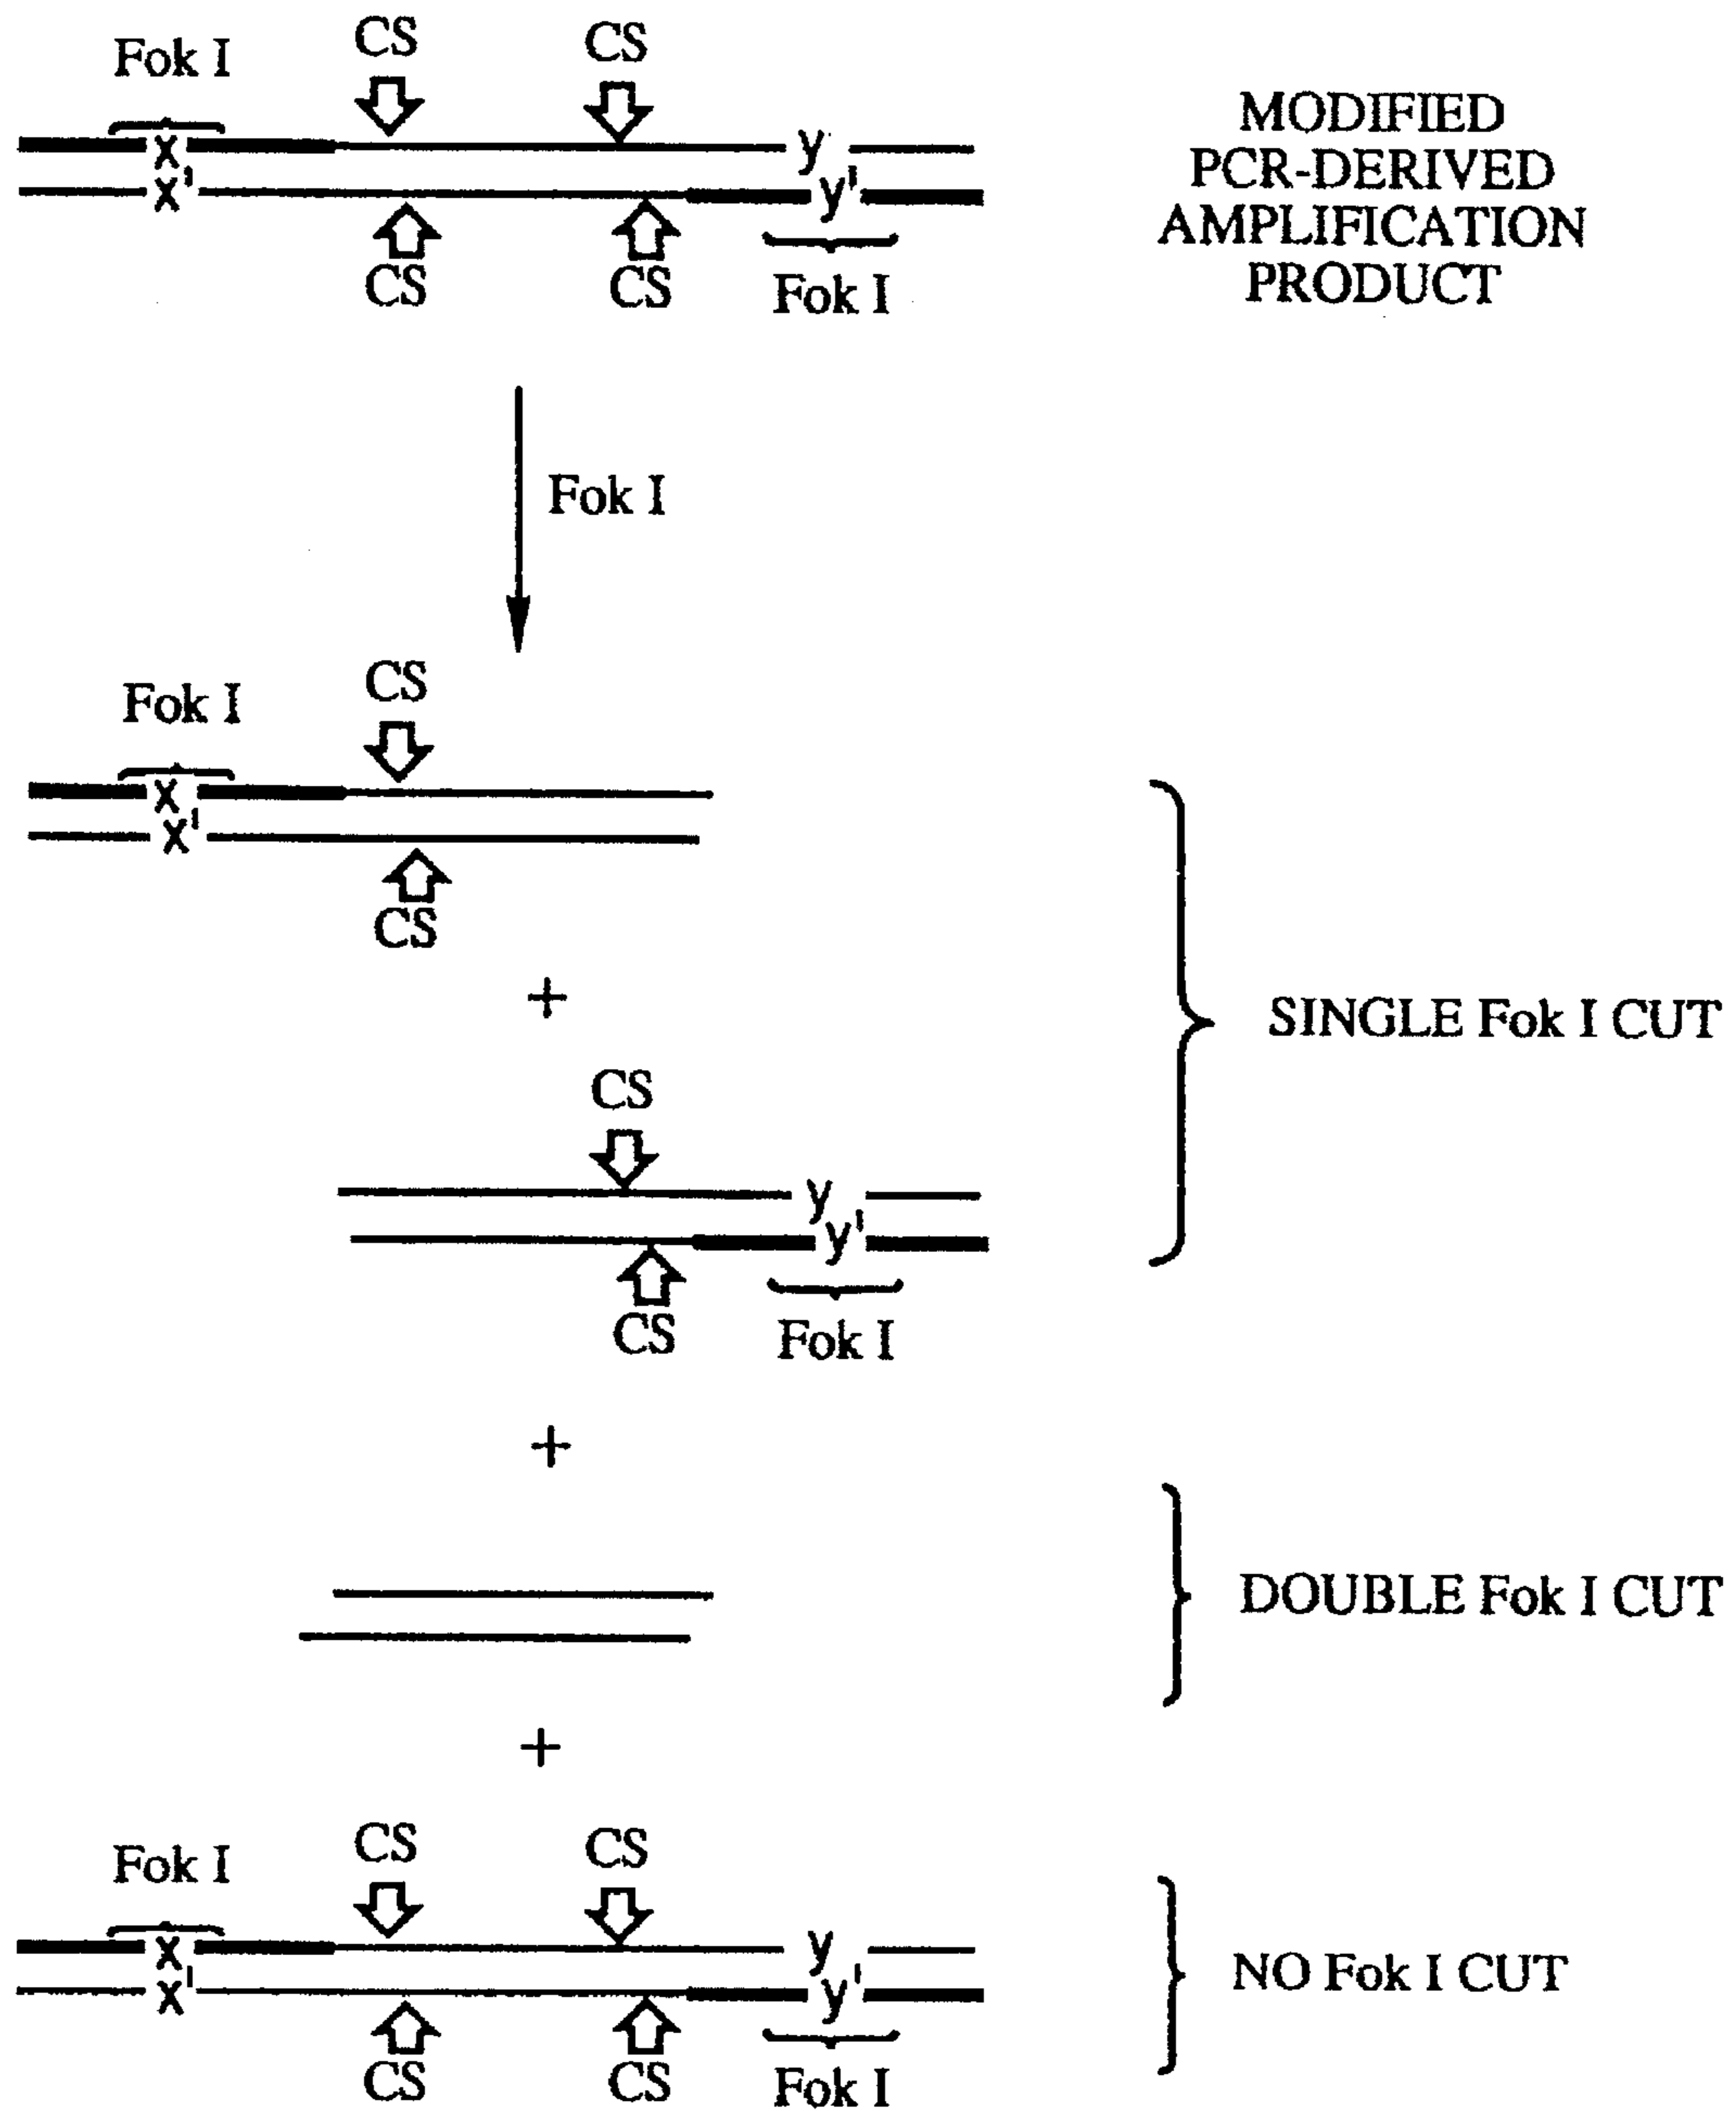 Fok I CS CS
x y
x' y'
CS CS Fok I
MODIFIED
PCR-DERIVED
AMPLIFICATION
PRODUCT
Fok I
Fok I CS
x
x'
CS
+
SINGLE Fok I CUT
CS
y
y'
CS Fok I
+
DOUBLE Fok I CUT
+
Fok I CS CS
x y
x' y'
CS CS Fok I
NO Fok I CUT